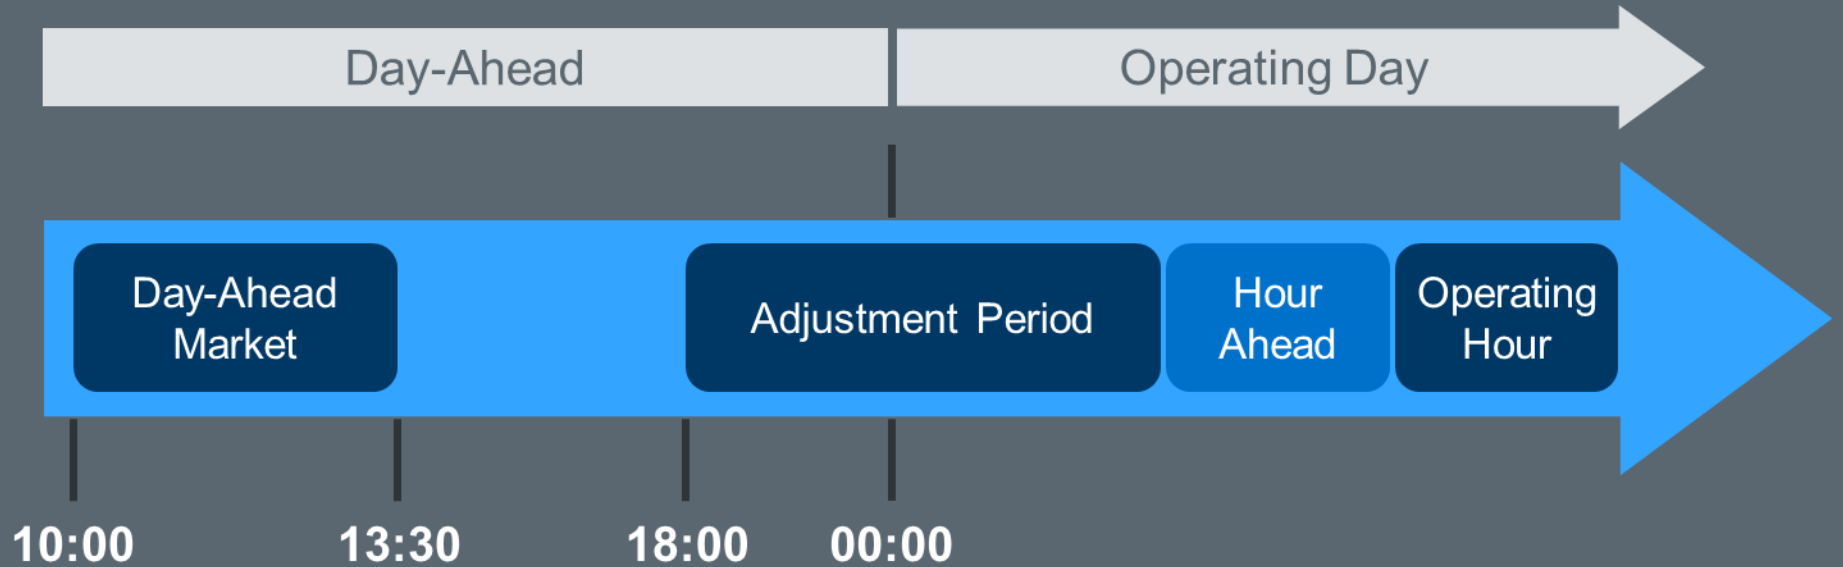 Day-Ahead
Operating Day
Day-Ahead
Market
Adjustment Period
Hour
Ahead
Operating
Hour
10:00
13:30
18:00
00:00